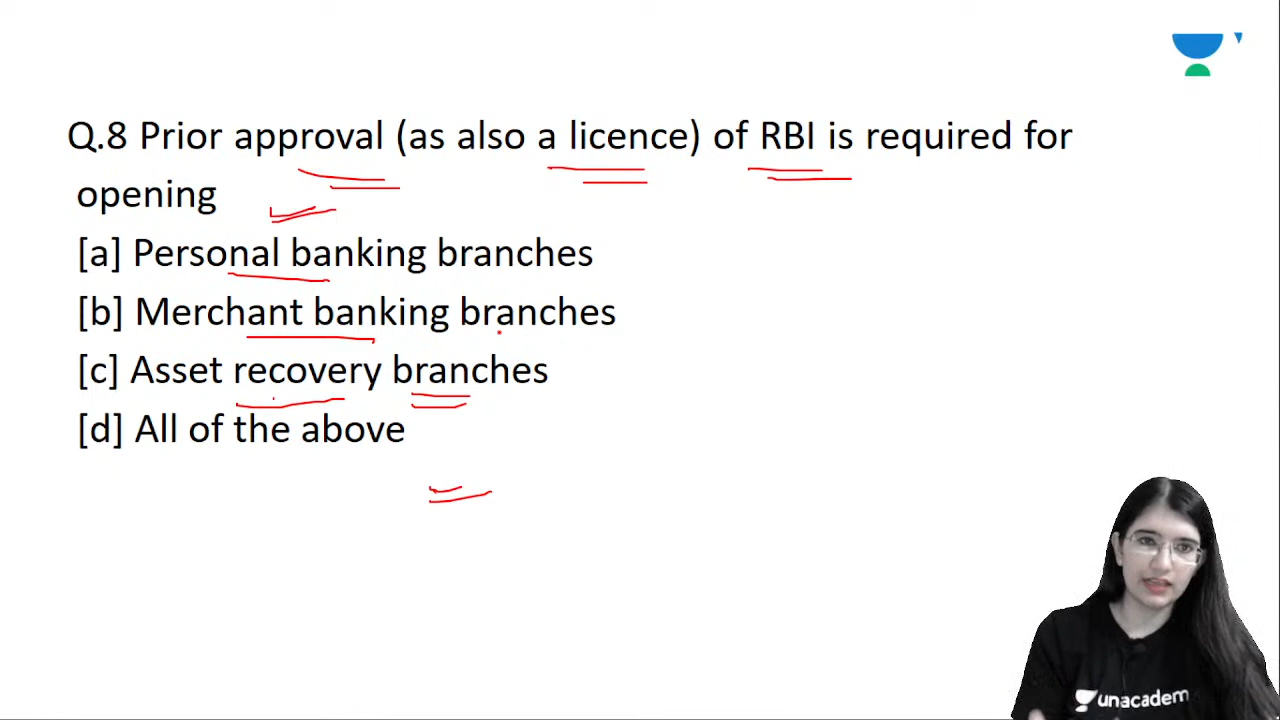 Q.8 Prior approval (as also a licence) of RBI is required for
opening
[a] Personal banking branches
[b] Merchant banking branches
[c] Asset recovery branches
[d] All of the above
unacadem